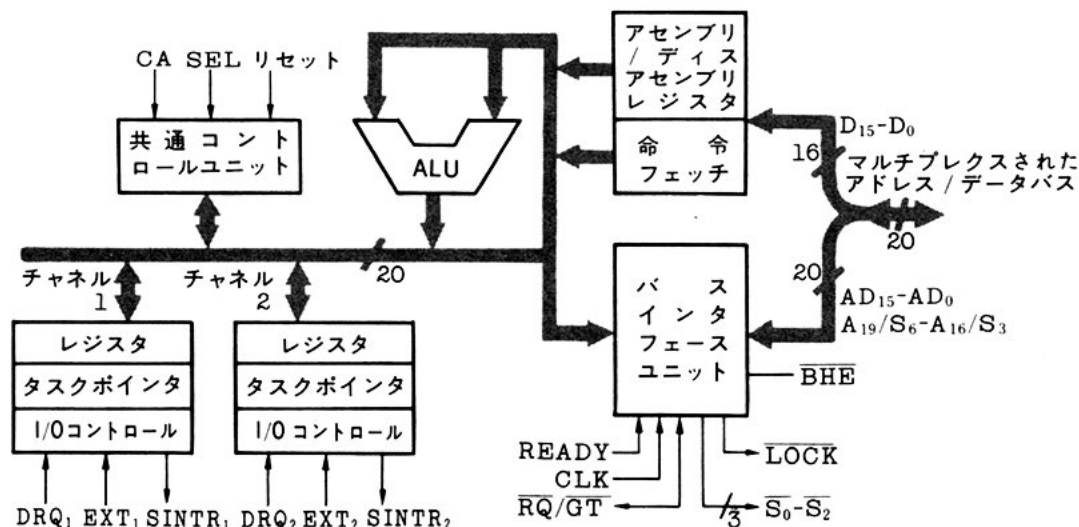 CA SEL リセット
共通コント
ロールユニット
ALU
アセンブリ
/ ディス
アセンブリ
レジスタ
命令
フェッチ
D₁₅-D₀
16
マルチプレクスされた
アドレス / データバス
20
20
AD₁₅-AD₀
A₁₉/S₆-A₁₆/S₃
20
チャネル
1
チャネル
2
レジスタ
タスクポインタ
I/Oコントロール
レジスタ
タスクポインタ
I/Oコントロール
DRQ₁ EXT₁ SINTR₁ DRQ₂ EXT₂ SINTR₂
バス
インタ
フェース
ユニット
B̅H̅E̅
READY
CLK
R̅Q̅/G̅T̅
L̅O̅C̅K̅
3
S̅₀-S̅₂